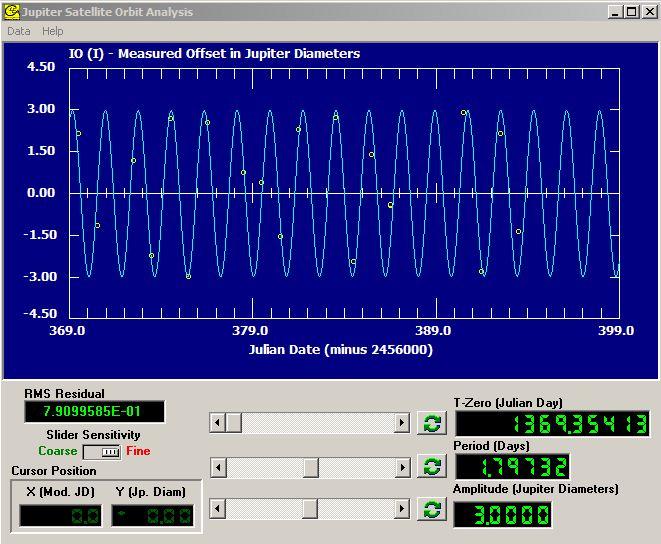 Jupiter Satellite Orbit Analysis
Data Help
IO (I) - Measured Offset in Jupiter Diameters
4.50
3.00
1.50
0.00
-1.50
-3.00
-4.50
369.0 379.0 389.0 399.0
Julian Date (minus 2456000)
RMS Residual
7.9099585E-01
Slider Sensitivity
Coarse Fine
Cursor Position
X (Mod. JD) Y (Jp. Diam)
0.0 + 0.00
T-Zero (Julian Day)
1369.35413
Period (Days)
1.79732
Amplitude (Jupiter Diameters)
3.0000